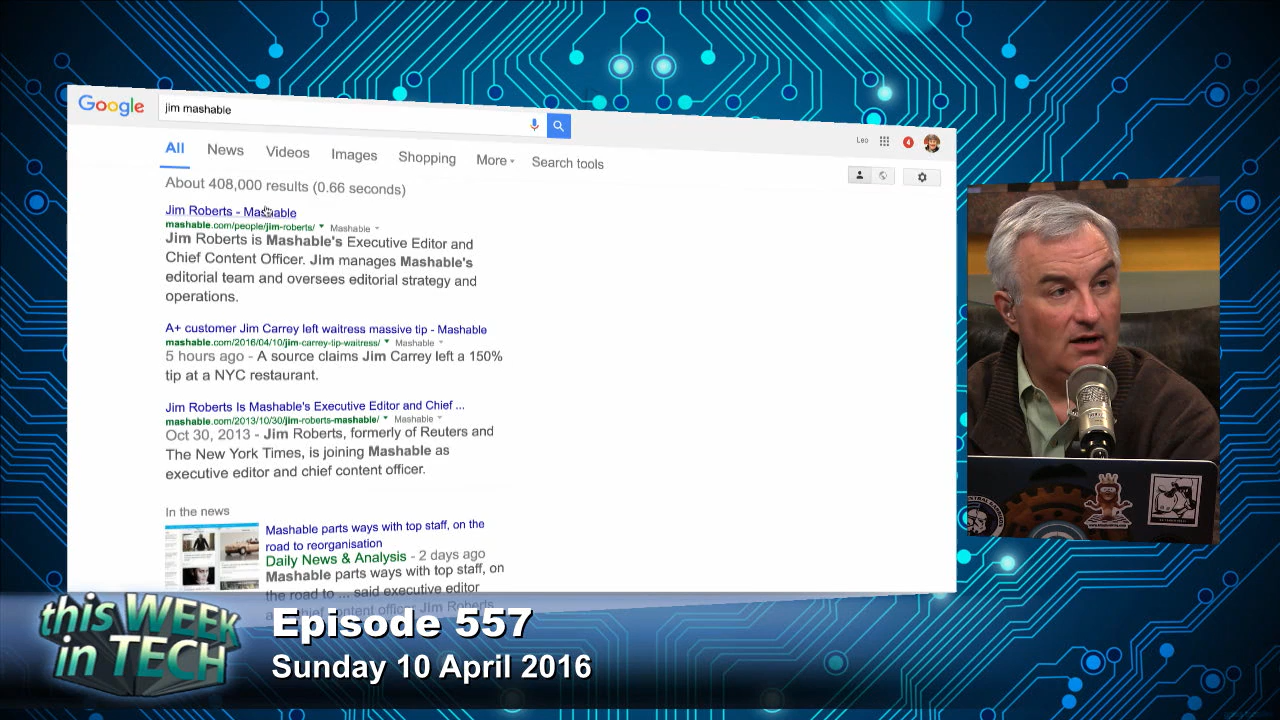 Google
jim mashable
Leo
4
All News Videos Images Shopping More Search tools
About 408,000 results (0.66 seconds)
Jim Roberts - Mashable
mashable.com/people/jim-roberts/ Mashable
Jim Roberts is Mashable's Executive Editor and
Chief Content Officer. Jim manages Mashable's
editorial team and oversees editorial strategy and
operations.
A+ customer Jim Carrey left waitress massive tip - Mashable
mashable.com/2016/04/10/jim-carrey-tip-waitress/ Mashable
5 hours ago - A source claims Jim Carrey left a 150%
tip at a NYC restaurant.
Jim Roberts Is Mashable's Executive Editor and Chief ...
mashable.com/2013/10/30/jim-roberts-mashable/ Mashable
Oct 30, 2013 - Jim Roberts, formerly of Reuters and
The New York Times, is joining Mashable as
executive editor and chief content officer.
In the news
Mashable parts ways with top staff, on the
road to reorganisation
Daily News & Analysis - 2 days ago
Mashable parts ways with top staff, on
the road to ... said executive editor
chief content officer Jim Roberts
this WEEK
in TECH
Episode 557
Sunday 10 April 2016